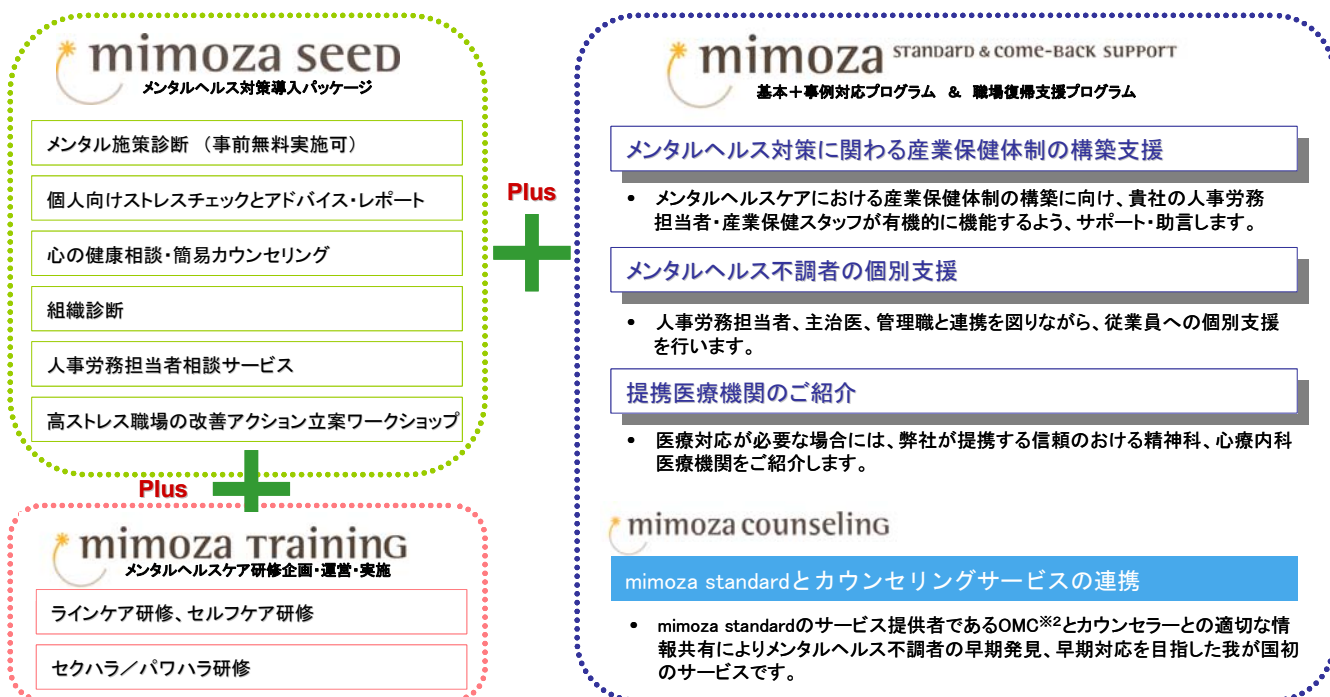 mimoza seed
メンタルヘルス対策導入パッケージ
メンタル施策診断 （事前無料実施可）
個人向けストレスチェックとアドバイス・レポート
心の健康相談・簡易カウンセリング
組織診断
人事労務担当者相談サービス
高ストレス職場の改善アクション立案ワークショップ
Plus
mimoza Training
メンタルヘルスケア研修企画・運営・実施
ラインケア研修、セルフケア研修
セクハラ／パワハラ研修
Plus
mimoza STANDARD & COME-BACK SUPPORT
基本＋事例対応プログラム ＆ 職場復帰支援プログラム
メンタルヘルス対策に関わる産業保健体制の構築支援
• メンタルヘルスケアにおける産業保健体制の構築に向け、貴社の人事労務
担当者・産業保健スタッフが有機的に機能するよう、サポート・助言します。
メンタルヘルス不調者の個別支援
• 人事労務担当者、主治医、管理職と連携を図りながら、従業員への個別支援
を行います。
提携医療機関のご紹介
• 医療対応が必要な場合には、弊社が提携する信頼のおける精神科、心療内科
医療機関をご紹介します。
mimoza counseling
mimoza standardとカウンセリングサービスの連携
• mimoza standardのサービス提供者であるOMC※2とカウンセラーとの適切な情
報共有によりメンタルヘルス不調者の早期発見、早期対応を目指した我が国初
のサービスです。